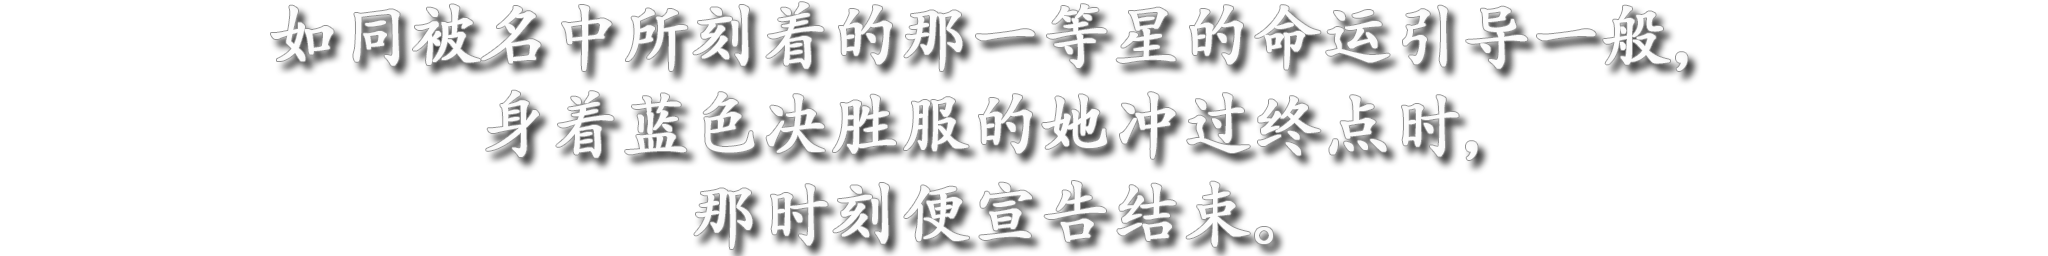 如同被名中所刻着的那一等星的命运引导一般,
身着蓝色决胜服的她冲过终点时,
那时刻便宣告结束。